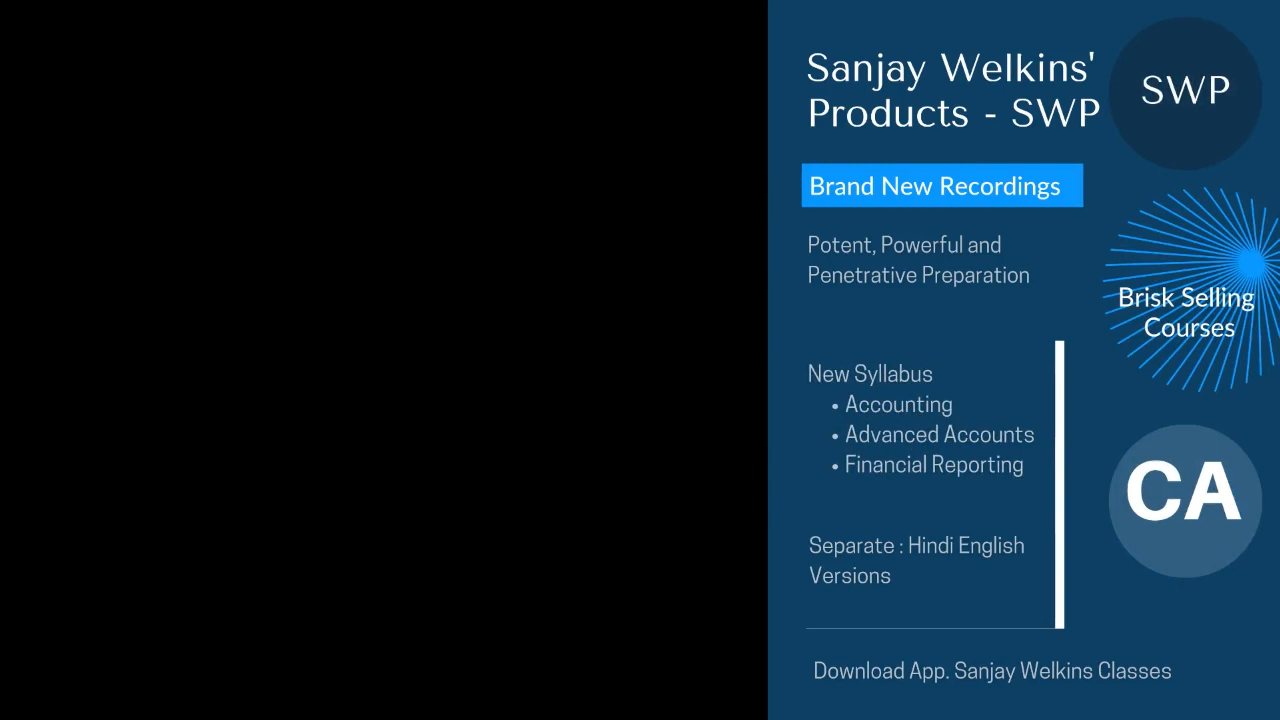 Sanjay Welkins'
Products - SWP
SWP
Brand New Recordings
Potent, Powerful and
Penetrative Preparation
Brisk Selling
Courses
New Syllabus
• Accounting
• Advanced Accounts
• Financial Reporting
CA
Separate : Hindi English
Versions
Download App. Sanjay Welkins Classes